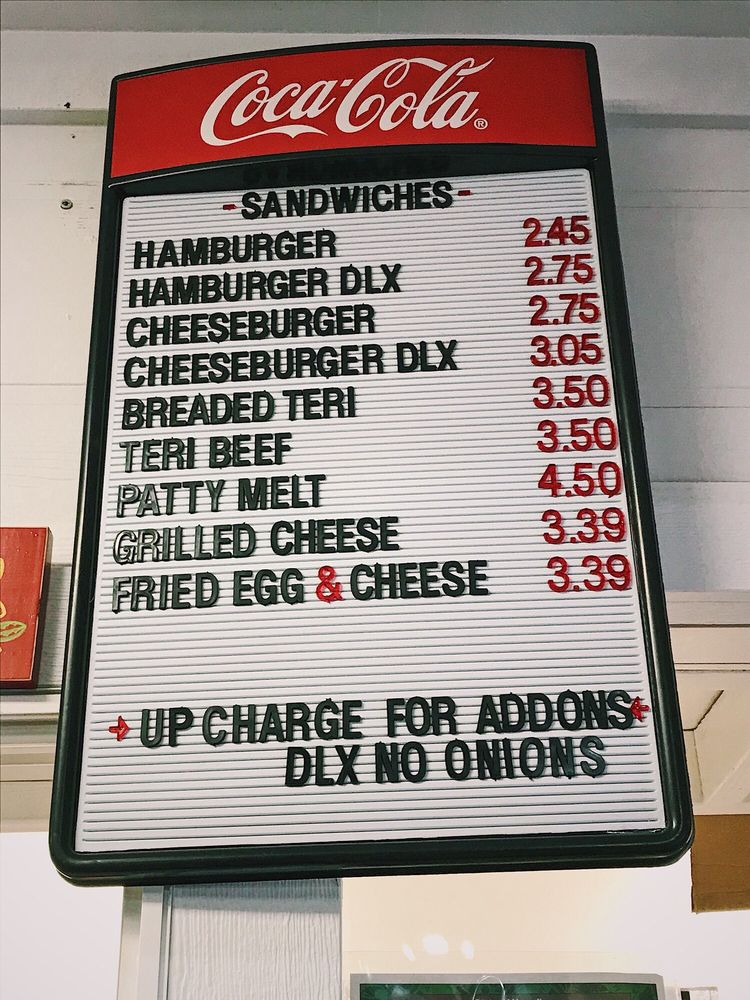 Coca-Cola®
-SANDWICHES-
HAMBURGER 2.45
HAMBURGER DLX 2.75
CHEESEBURGER 2.75
CHEESEBURGER DLX 3.05
BREADED TERI 3.50
TERI BEEF 3.50
PATTY MELT 4.50
GRILLED CHEESE 3.39
FRIED EGG & CHEESE 3.39
→ UP CHARGE FOR ADDONS ←
DLX NO ONIONS